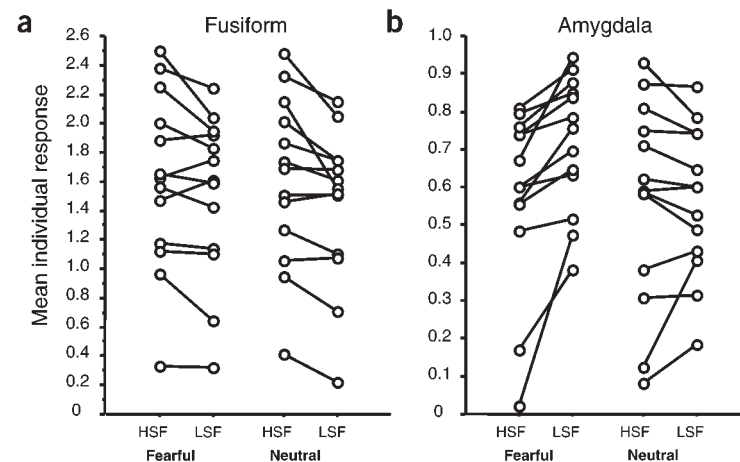 a
Fusiform
Mean individual response
2.6
2.4
2.2
2.0
1.8
1.6
1.4
1.2
1.0
0.8
0.6
0.4
0.2
0
HSF LSF HSF LSF
Fearful Neutral
b
Amygdala
1.0
0.9
0.8
0.7
0.6
0.5
0.4
0.3
0.2
0.1
0
HSF LSF HSF LSF
Fearful Neutral